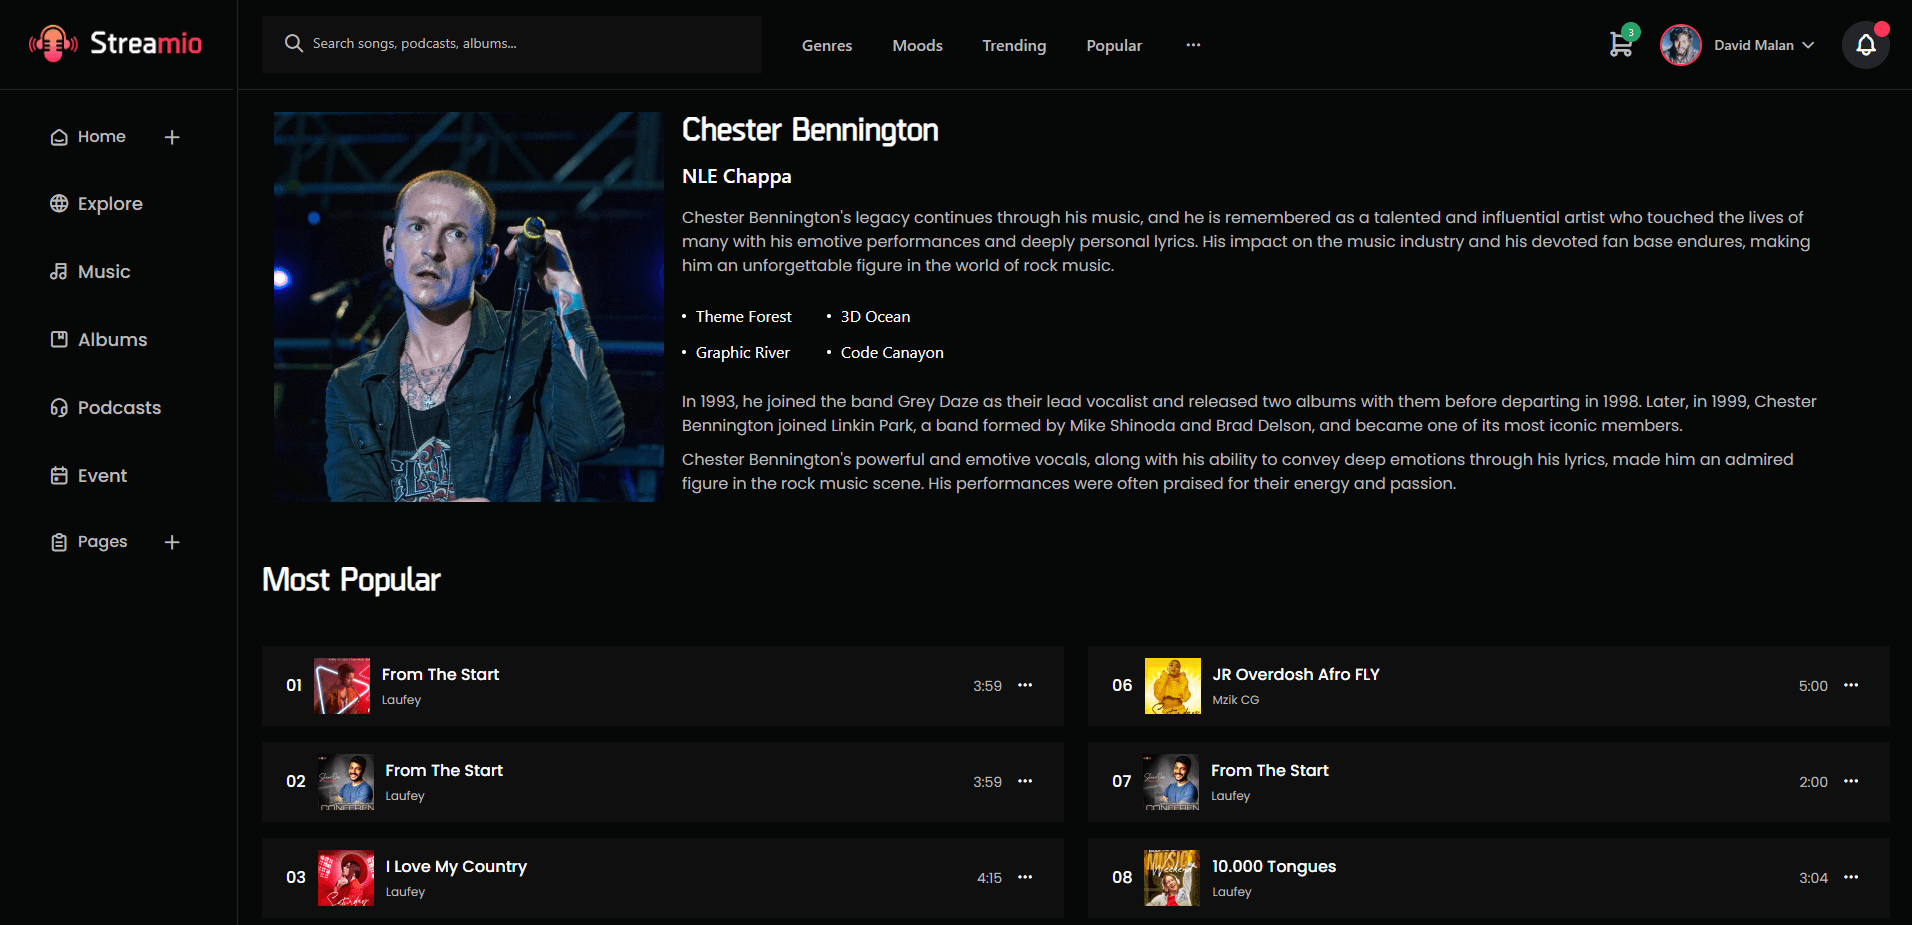 Streamio
Search songs, podcasts, albums...
Genres
Moods
Trending
Popular
3
David Malan
Home
Explore
Music
Albums
Podcasts
Event
Pages
Chester Bennington
NLE Chappa
Chester Bennington's legacy continues through his music, and he is remembered as a talented and influential artist who touched the lives of
many with his emotive performances and deeply personal lyrics. His impact on the music industry and his devoted fan base endures, making
him an unforgettable figure in the world of rock music.
• Theme Forest • 3D Ocean
• Graphic River • Code Canayon
In 1993, he joined the band Grey Daze as their lead vocalist and released two albums with them before departing in 1998. Later, in 1999, Chester
Bennington joined Linkin Park, a band formed by Mike Shinoda and Brad Delson, and became one of its most iconic members.
Chester Bennington's powerful and emotive vocals, along with his ability to convey deep emotions through his lyrics, made him an admired
figure in the rock music scene. His performances were often praised for their energy and passion.
Most Popular
01 From The Start 3:59
Laufey
02 From The Start 3:59
CONFEREN
Laufey
03 I Love My Country 4:15
Laufey
06 JR Overdosh Afro FLY 5:00
Mzik CG
07 From The Start 2:00
CONFEREN
Laufey
08 10.000 Tongues 3:04
MUSIC
Weekend
Laufey